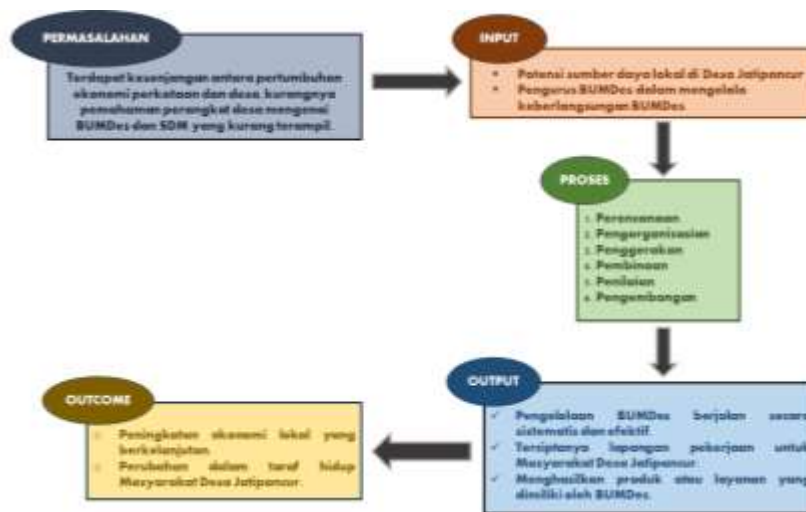 PERMASALAHAN
Terdapat kesenjangan antara pertumbuhan
ekonomi perkotaan dan desa, kurangnya
pemahaman perangkat desa mengenai
BUMDes dan SDM yang kurang terampil.
INPUT
• Potensi sumber daya lokal di Desa Jatipancur
• Pengurus BUMDes dalam mengelola
keberlangsungan BUMDes
PROSES
1. Perencanaan
2. Pengorganisasian
3. Penggerakan
4. Pembinaan
5. Penilaian
6. Pengembangan
OUTPUT
✓ Pengelolaan BUMDes berjalan secara
sistematis dan efektif.
✓ Terciptanya lapangan pekerjaan untuk
Masyarakat Desa Jatipancur
✓ Menghasilkan produk atau layanan yang
dimiliki oleh BUMDes.
OUTCOME
o Peningkatan ekonomi lokal yang
berkelanjutan.
o Perubahan dalam taraf hidup
Masyarakat Desa Jatipancur.